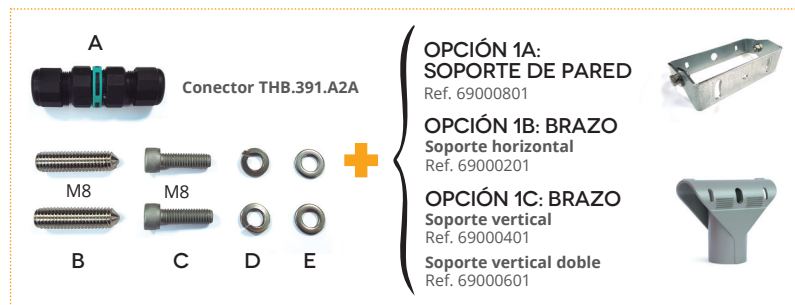 A
Conector THB.391.A2A
M8
M8
B
C
D
E
OPCIÓN 1A:
SOPORTE DE PARED
Ref. 69000801
OPCIÓN 1B: BRAZO
Soporte horizontal
Ref. 69000201
OPCIÓN 1C: BRAZO
Soporte vertical
Ref. 69000401
Soporte vertical doble
Ref. 69000601